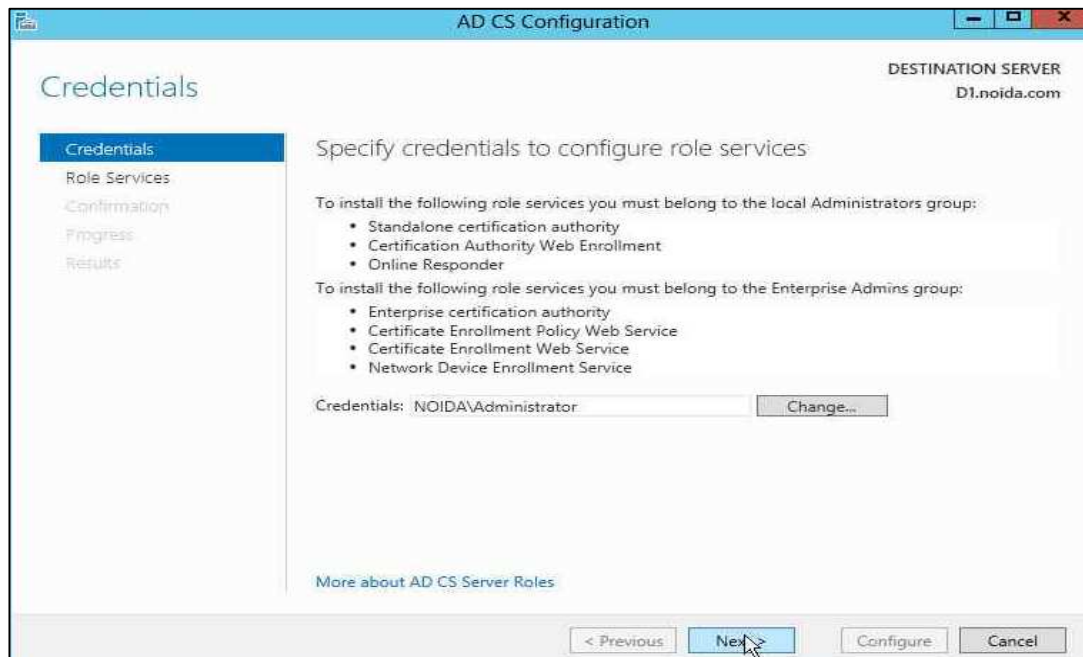 AD CS Configuration
DESTINATION SERVER
D1.noida.com
Credentials
Credentials
Role Services
Confirmation
Progress
Results
Specify credentials to configure role services
To install the following role services you must belong to the local Administrators group:
• Standalone certification authority
• Certification Authority Web Enrollment
• Online Responder
To install the following role services you must belong to the Enterprise Admins group:
• Enterprise certification authority
• Certificate Enrollment Policy Web Service
• Certificate Enrollment Web Service
• Network Device Enrollment Service
Credentials: NOIDA\Administrator Change...
More about AD CS Server Roles
< Previous Next > Configure Cancel